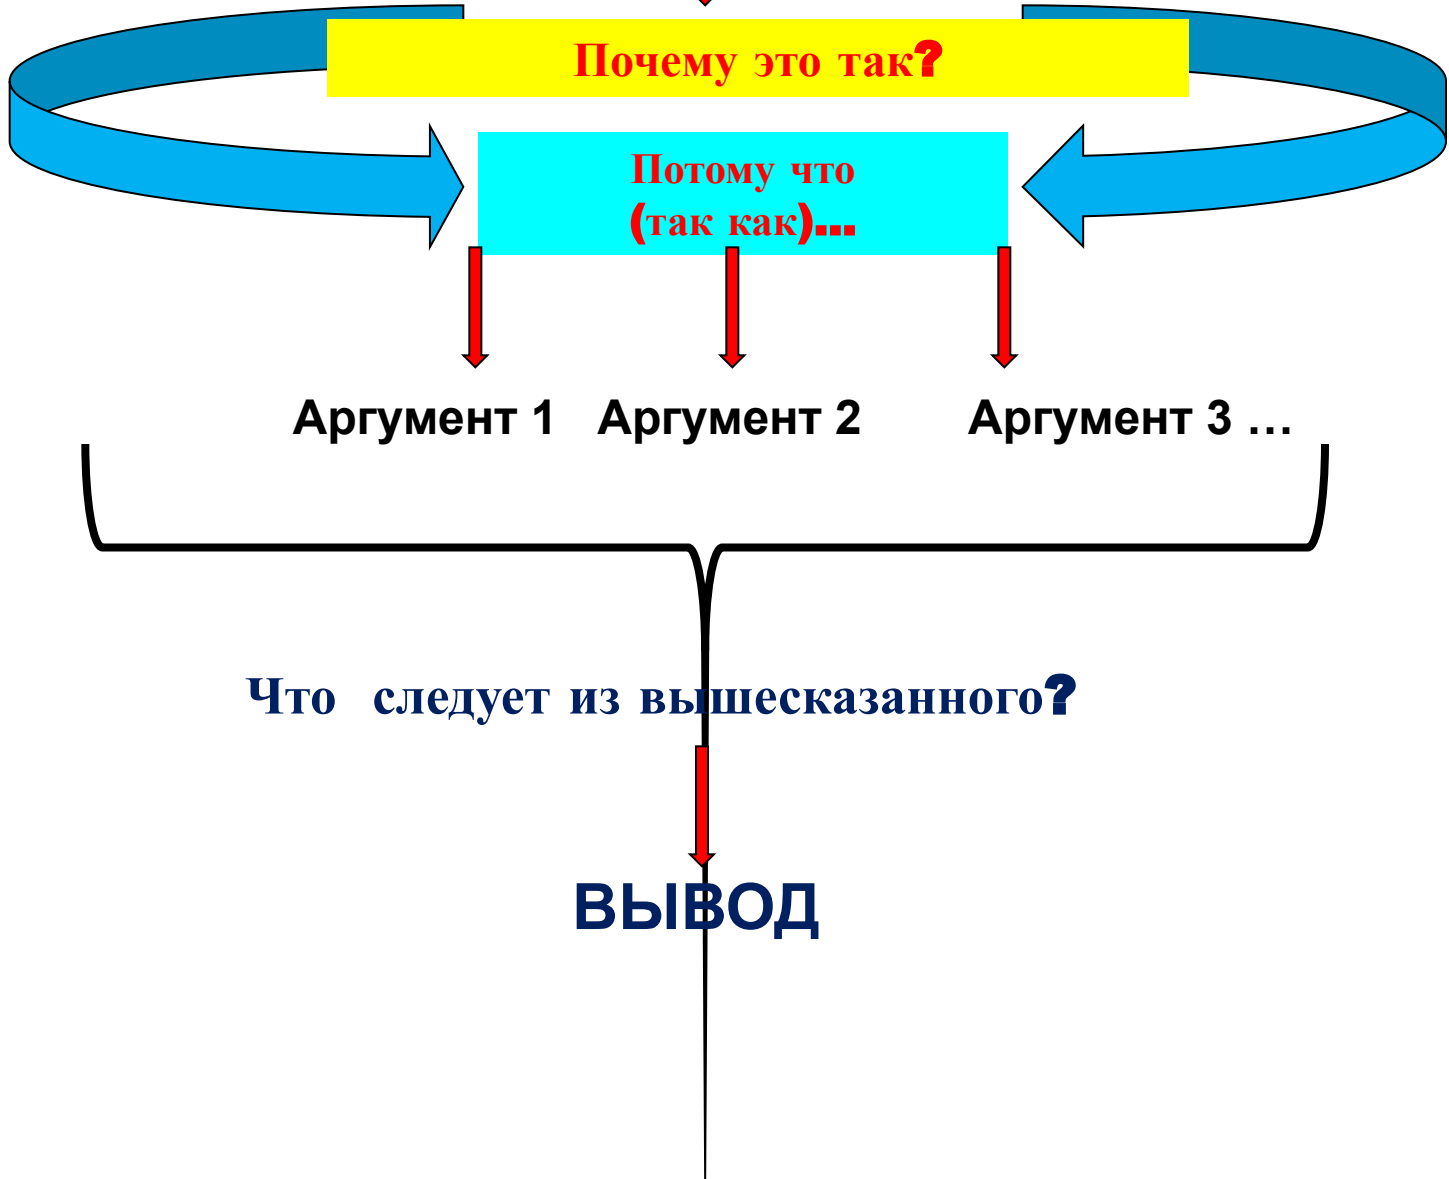 Почему это так?
Потому что
(так как)...
Аргумент 1 Аргумент 2 Аргумент 3 ...
Что следует из вышесказанного?
ВЫВОД